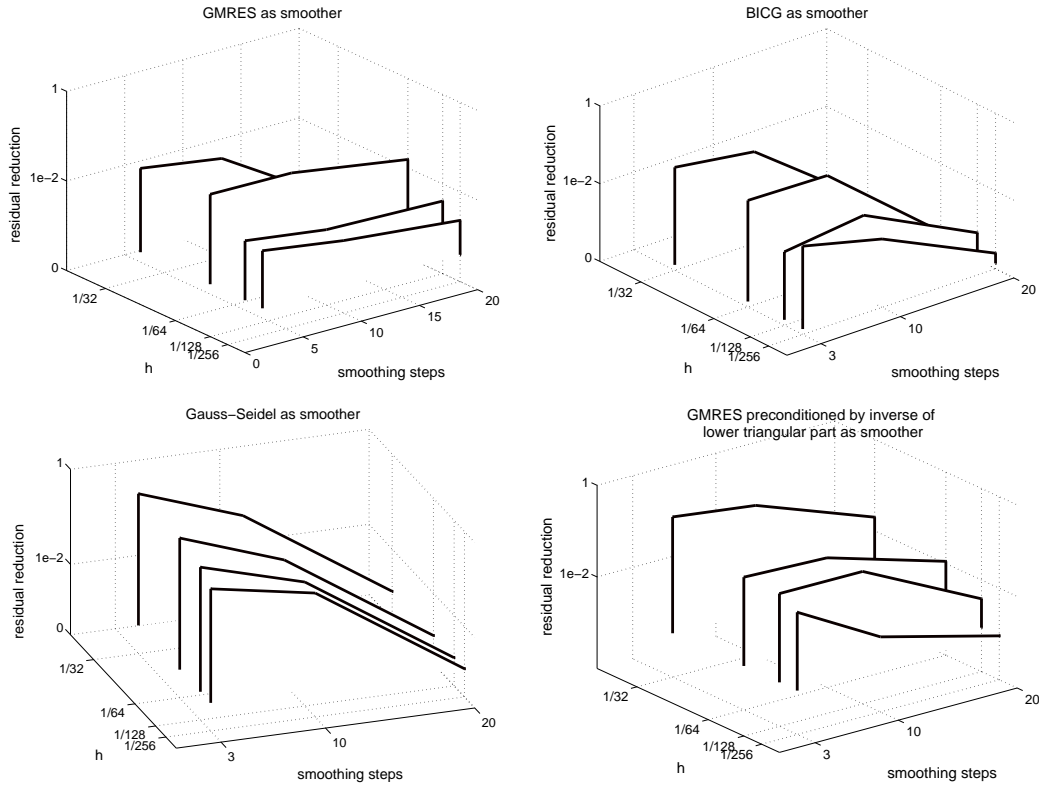 GMRES as smoother
1
1e−2
0
residual reduction
1/32
1/64
1/128
1/256
h
0
5
10
15
20
smoothing steps
BICG as smoother
1
1e−2
0
residual reduction
1/32
1/64
1/128
1/256
h
3
10
20
smoothing steps
Gauss−Seidel as smoother
1
1e−2
0
residual reduction
1/32
1/64
1/128
1/256
h
3
10
20
smoothing steps
GMRES preconditioned by inverse of
lower triangular part as smoother
1
1e−2
residual reduction
1/32
1/64
1/128
1/256
h
3
10
20
smoothing steps